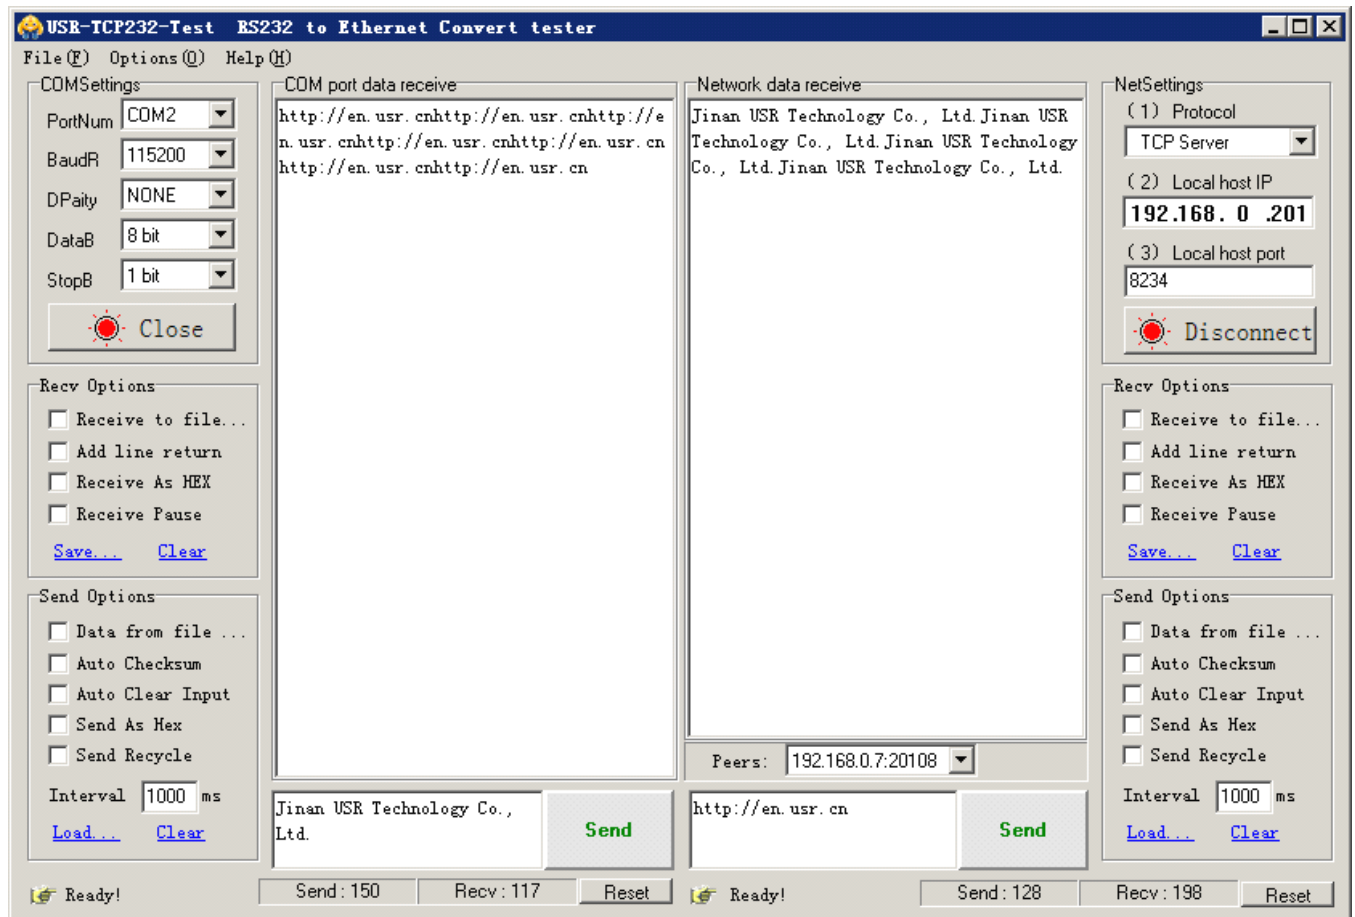 USR-TCP232-Test RS232 to Ethernet Convert tester
File(F) Options(O) Help(H)
COMSettings
PortNum COM2
BaudR 115200
DPaity NONE
DataB 8 bit
StopB 1 bit
Close
Recv Options
Receive to file...
Add line return
Receive As HEX
Receive Pause
Save... Clear
Send Options
Data from file ...
Auto Checksum
Auto Clear Input
Send As Hex
Send Recycle
Interval 1000 ms
Load... Clear
Ready!
COM port data receive
http://en.usr.cnhttp://en.usr.cnhttp://e
n.usr.cnhttp://en.usr.cnhttp://en.usr.cn
http://en.usr.cnhttp://en.usr.cn
Jinan USR Technology Co.,
Ltd.
Send
Send : 150 Recv : 117 Reset
Network data receive
Jinan USR Technology Co., Ltd.Jinan USR
Technology Co., Ltd.Jinan USR Technology
Co., Ltd.Jinan USR Technology Co., Ltd.
Peers: 192.168.0.7:20108
http://en.usr.cn
Send
Ready!
Send : 128 Recv : 198 Reset
NetSettings
(1) Protocol
TCP Server
(2) Local host IP
192.168. 0 .201
(3) Local host port
8234
Disconnect
Recv Options
Receive to file...
Add line return
Receive As HEX
Receive Pause
Save... Clear
Send Options
Data from file ...
Auto Checksum
Auto Clear Input
Send As Hex
Send Recycle
Interval 1000 ms
Load... Clear